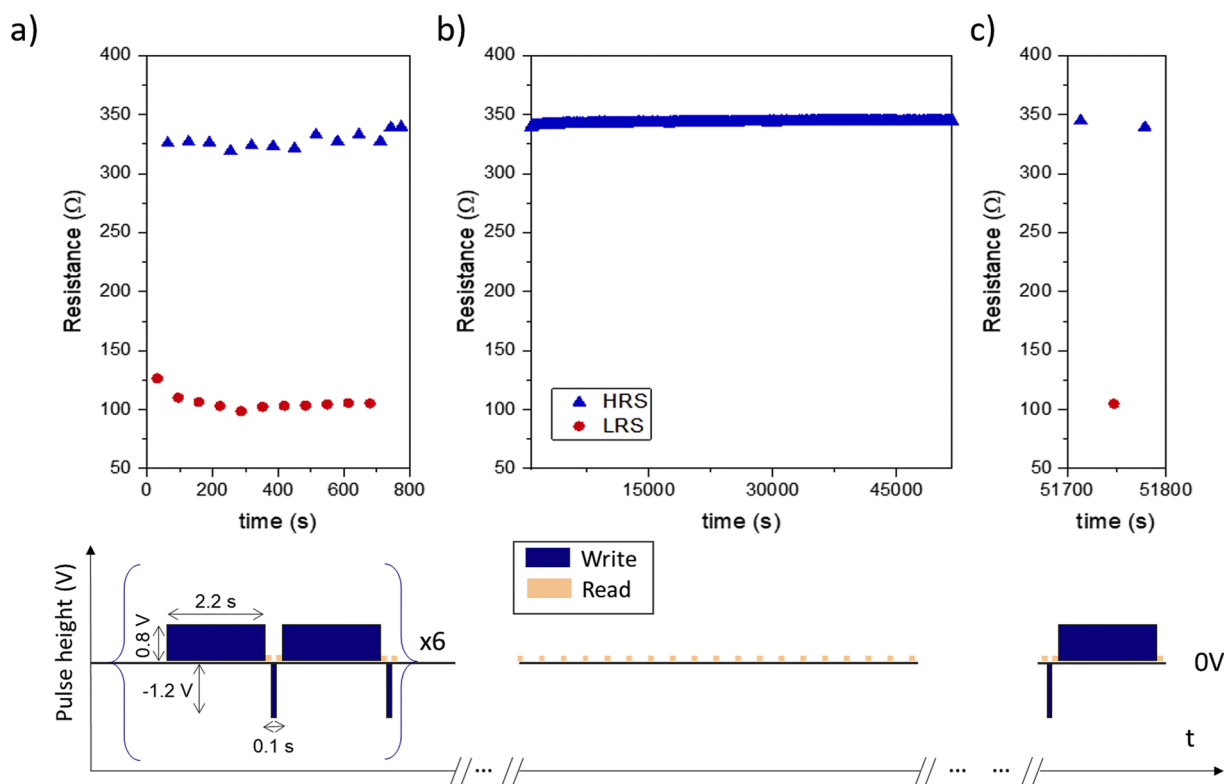 a)
b)
c)
400
350
300
250
200
150
100
50
Resistance (Ω)
0
200
400
600
800
time (s)
400
350
300
250
200
150
100
50
Resistance (Ω)
HRS
LRS
15000
30000
45000
time (s)
400
350
300
250
200
150
100
50
Resistance (Ω)
51700
51800
time (s)
Pulse height (V)
2.2 s
0.8 V
-1.2 V
0.1 s
x6
Write
Read
0V
t
...
... ...